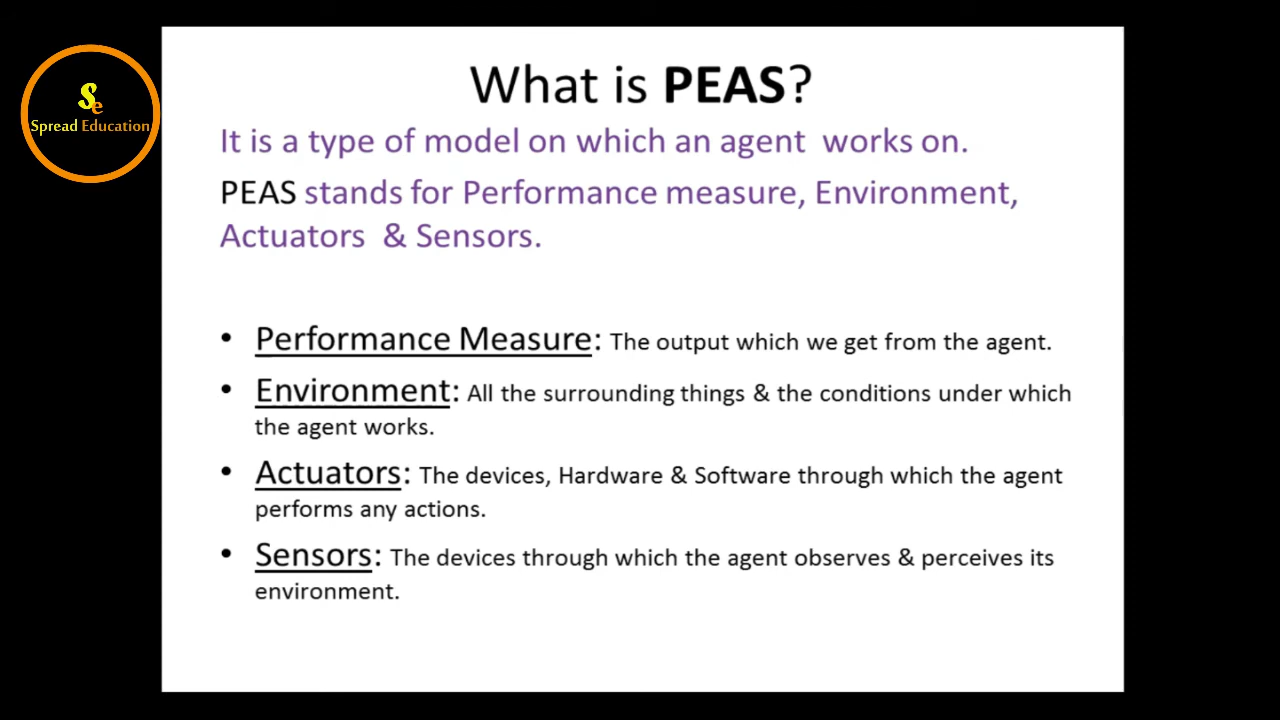 Se
Spread Education
What is PEAS?
It is a type of model on which an agent  works on.
PEAS stands for Performance measure, Environment,
Actuators  & Sensors.
• Performance Measure: The output which we get from the agent.
• Environment: All the surrounding things & the conditions under which
the agent works.
• Actuators: The devices, Hardware & Software through which the agent
performs any actions.
• Sensors: The devices through which the agent observes & perceives its
environment.